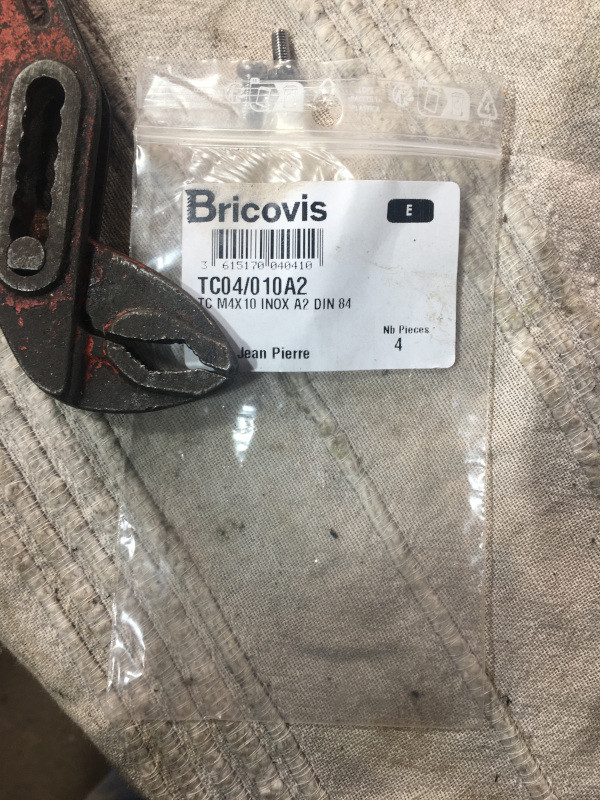 Bricovis
E
3 615170 040410
TC04/010A2
TC M4X10 INOX A2 DIN 84
Nb Pieces
4
Jean Pierre